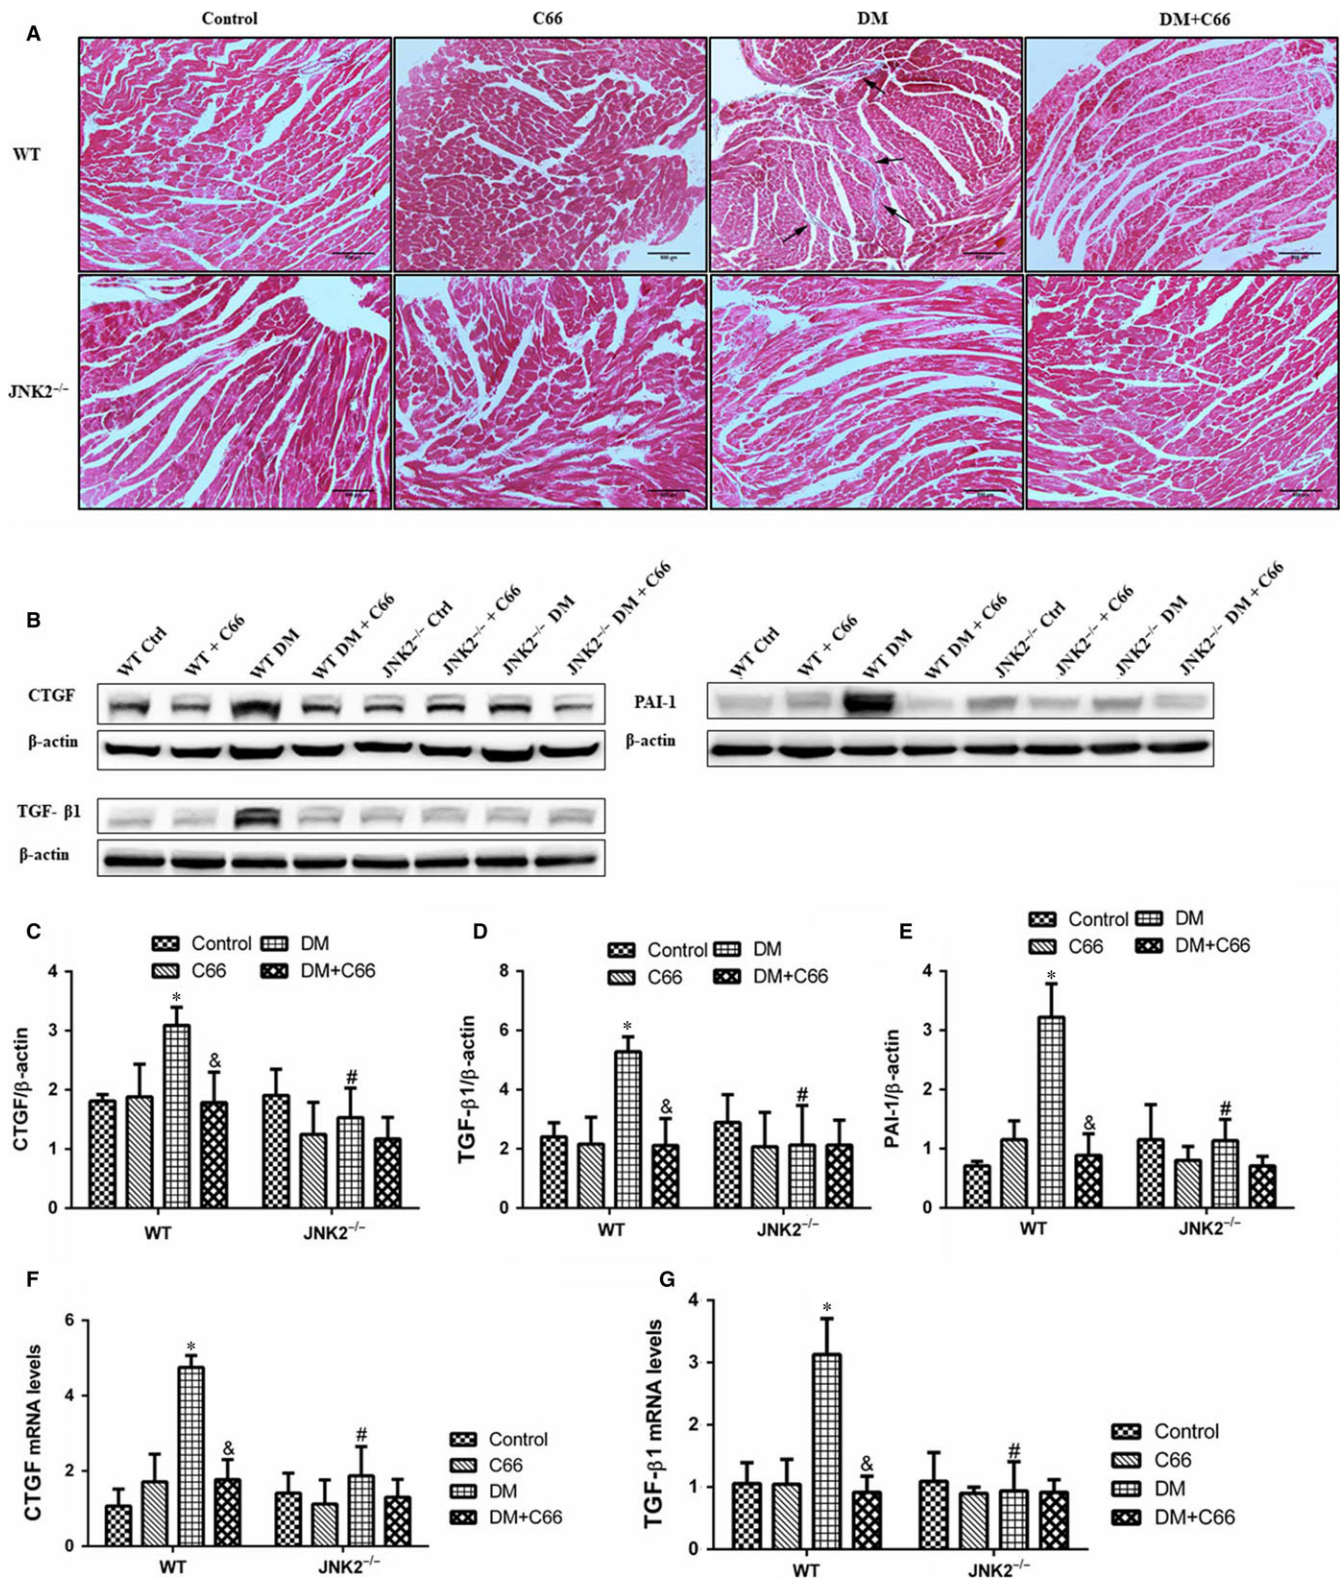 A
Control
C66
DM
DM+C66
WT
JNK2⁻/⁻
B
WT Ctrl
WT + C66
WT DM
WT DM + C66
JNK2⁻/⁻ Ctrl
JNK2⁻/⁻ + C66
JNK2⁻/⁻ DM
JNK2⁻/⁻ DM + C66
CTGF
β-actin
TGF- β1
β-actin
WT Ctrl
WT + C66
WT DM
WT DM + C66
JNK2⁻/⁻ Ctrl
JNK2⁻/⁻ + C66
JNK2⁻/⁻ DM
JNK2⁻/⁻ DM + C66
PAI-1
β-actin
C
Control DM
C66 DM+C66
CTGF/β-actin
4
3
2
1
0
*
&
#
WT JNK2⁻/⁻
D
Control DM
C66 DM+C66
TGF-β1/β-actin
8
6
4
2
0
*
&
#
WT JNK2⁻/⁻
E
Control DM
C66 DM+C66
PAI-1/β-actin
4
3
2
1
0
*
&
#
WT JNK2⁻/⁻
F
CTGF mRNA levels
6
4
2
0
*
&
#
WT JNK2⁻/⁻
Control
C66
DM
DM+C66
G
TGF-β1 mRNA levels
4
3
2
1
0
*
&
#
WT JNK2⁻/⁻
Control
C66
DM
DM+C66